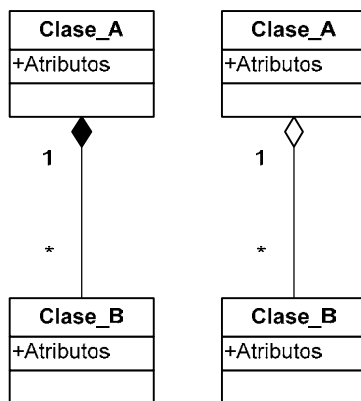 Clase_A
+Atributos
1
*
Clase_B
+Atributos
Clase_A
+Atributos
1
*
Clase_B
+Atributos